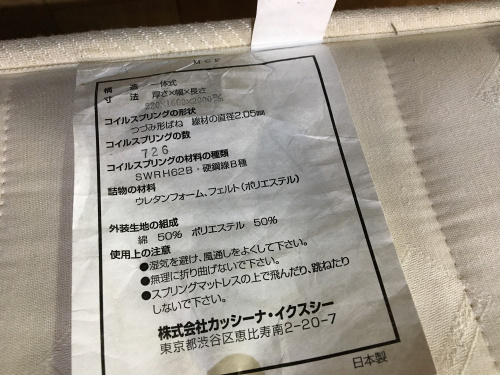 構造 一体式
寸法 厚さ×幅×長さ
220×1600×2000%
コイルスプリングの形状
つづみ形ばね 線材の直径2.05㎜
コイルスプリングの数
726
コイルスプリングの材料の種類
SWRH62B・硬鋼線B種
詰物の材料
ウレタンフォーム、フェルト(ポリエステル)
外装生地の組成
綿 50% ポリエステル 50%
使用上の注意
●湿気を避け、風通しをよくして下さい。
●無理に折り曲げないで下さい。
●スプリングマットレスの上で飛んだり、跳ねたり
しないで下さい。
株式会社カッシーナ・イクスシー
東京都渋谷区恵比寿南2-20-7
日本製